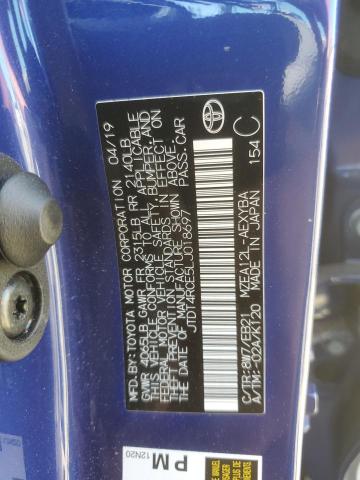 MFD.BY:TOYOTA MOTOR CORPORATION 04/19
GVWR 4065LB GAWR FR 2315LB RR 2140LB
THIS VEHICLE CONFORMS TO ALL APPLICABLE
FEDERAL MOTOR VEHICLE SAFETY, BUMPER, AND
THEFT PREVENTION STANDARDS IN EFFECT
ON THE DATE OF MANUFACTURE SHOWN ABOVE.
JTDT4RCE5LJ018697 PASS.CAR
TOYOTA
C/TR:8W7/EB21 MZEA12L-AEXYBA
A/TM:-02A/K120 MADE IN JAPAN
154 C
PM
12N20